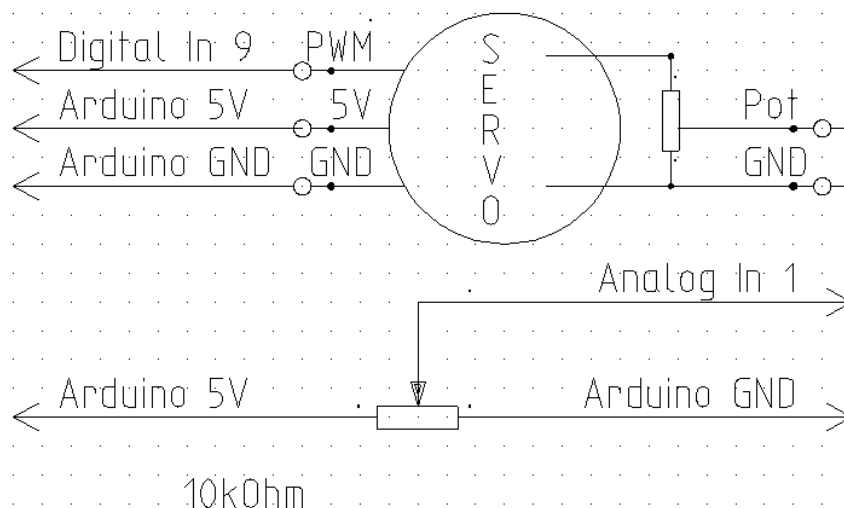 Digital In 9 PWM
Arduino 5V 5V
Arduino GND GND
SERVO
Pot
GND
Analog In 1
Arduino 5V
Arduino GND
10kOhm